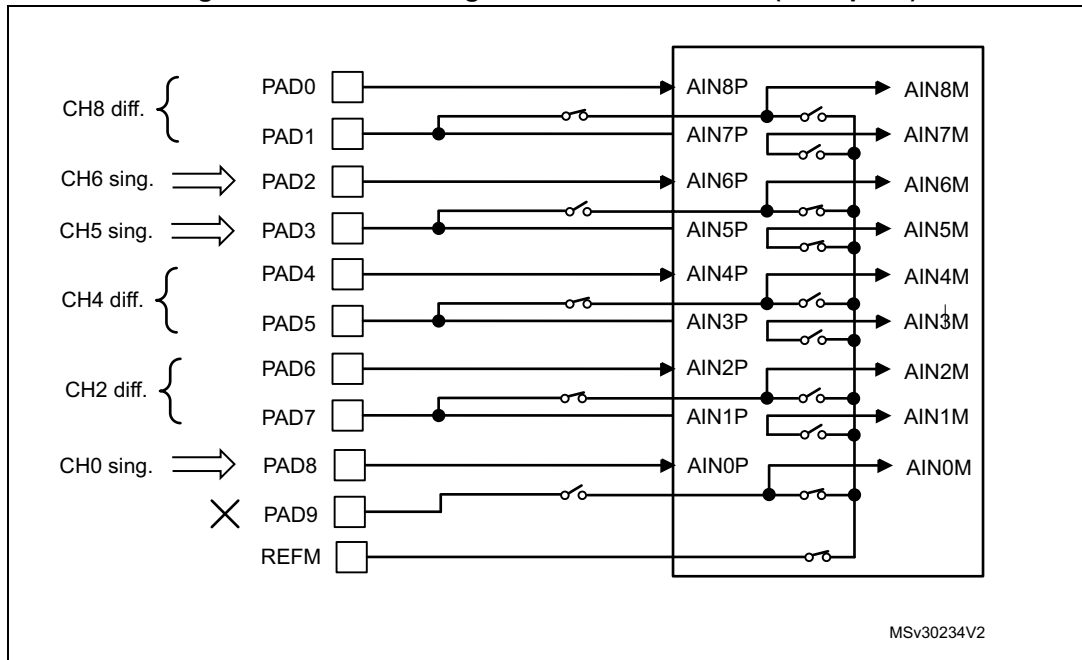 CH8 diff.
PAD0
AIN8P
AIN8M
PAD1
AIN7P
AIN7M
CH6 sing.
PAD2
AIN6P
AIN6M
CH5 sing.
PAD3
AIN5P
AIN5M
CH4 diff.
PAD4
AIN4P
AIN4M
PAD5
AIN3P
AIN3M
CH2 diff.
PAD6
AIN2P
AIN2M
PAD7
AIN1P
AIN1M
CH0 sing.
PAD8
AIN0P
AIN0M
PAD9
REFM
MSv30234V2